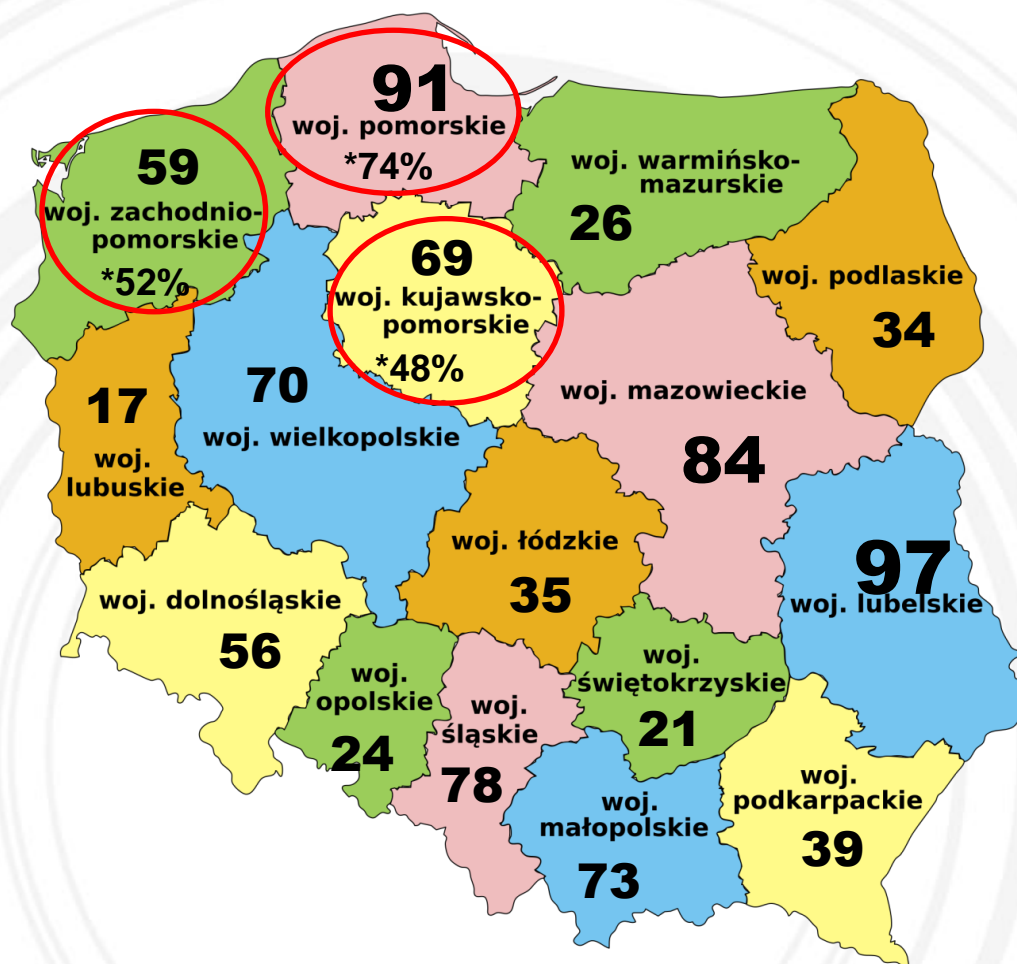 91
woj. pomorskie
*74%
59
woj. zachodnio-
pomorskie
*52%
woj. warmińsko-
mazurskie
26
69
woj. kujawsko-
pomorskie
*48%
woj. podlaskie
34
17
woj.
lubuskie
70
woj. wielkopolskie
woj. mazowieckie
84
woj. łódzkie
35
97
woj. lubelskie
woj. dolnośląskie
56
woj.
opolskie
24
woj.
śląskie
78
woj.
świętokrzyskie
21
woj.
małopolskie
73
woj.
podkarpackie
39